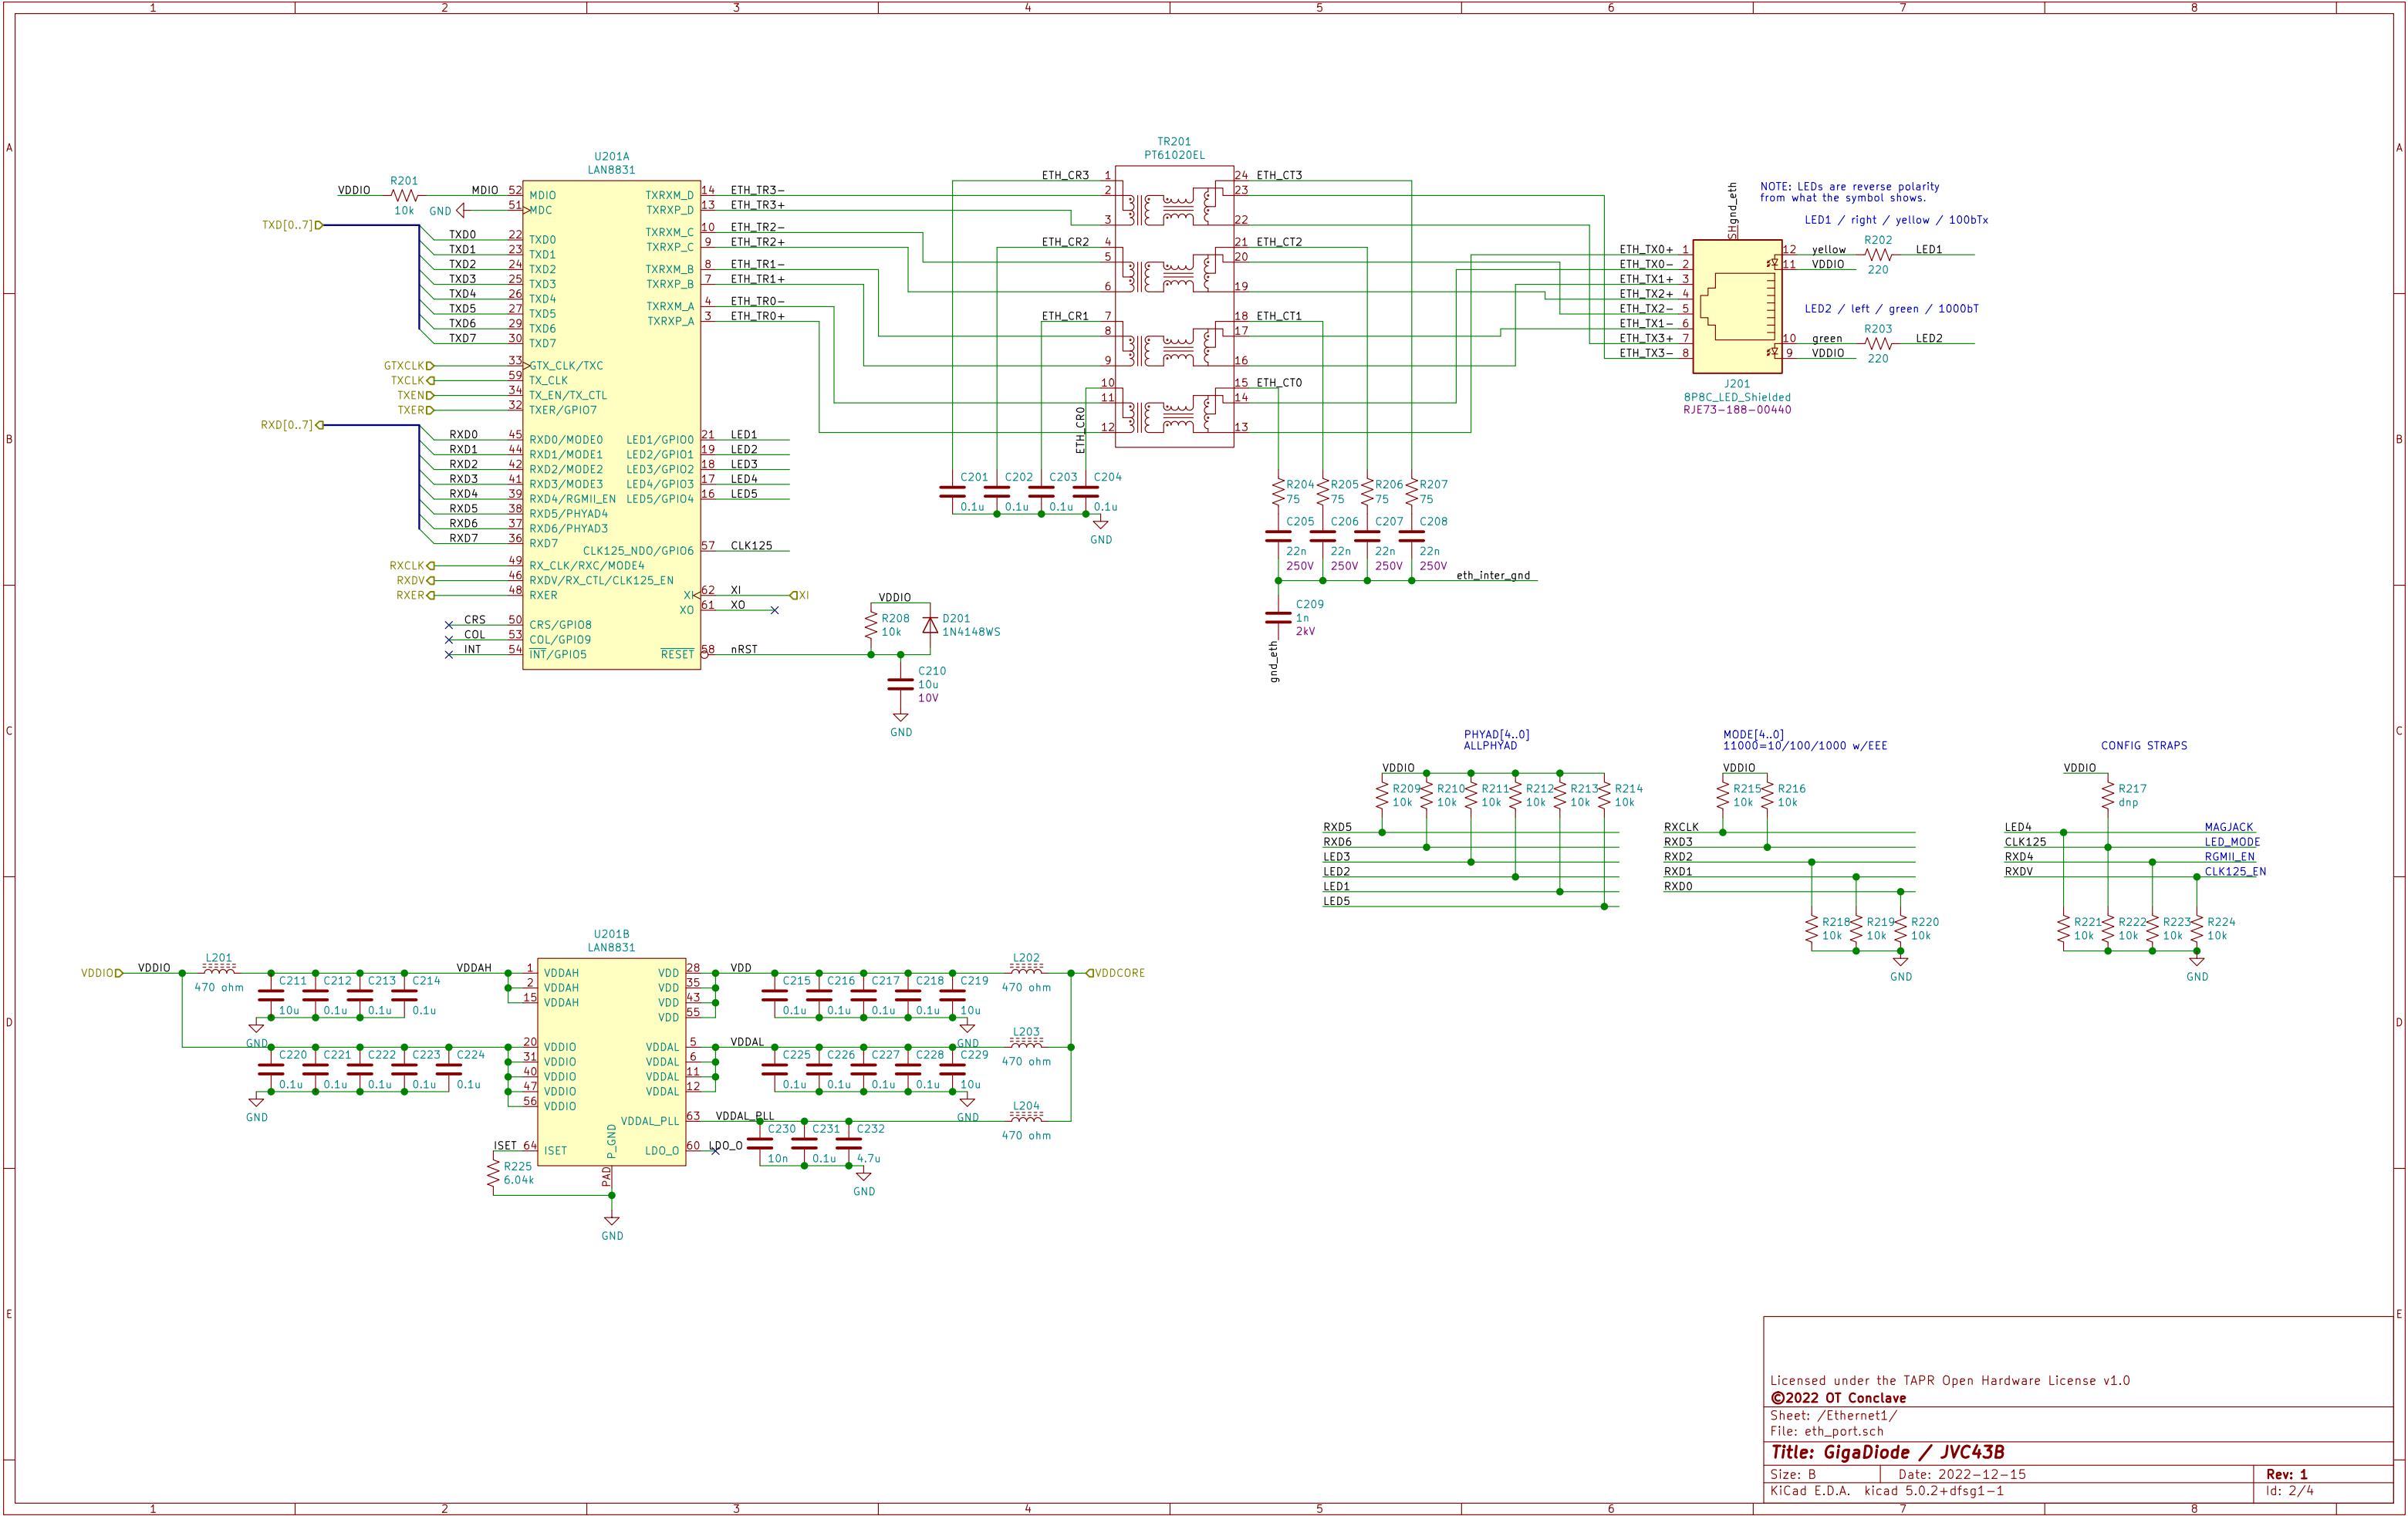 1 2 3 4 5 6 7 8
A B C D E
A B C D E
U201A
LAN8831
VDDIO
R201
10k
MDIO
GND
TXD[0..7]
TXD0
TXD1
TXD2
TXD3
TXD4
TXD5
TXD6
TXD7
GTXCLK
TXCLK
TXEN
TXER
RXD[0..7]
RXD0
RXD1
RXD2
RXD3
RXD4
RXD5
RXD6
RXD7
RXCLK
RXDV
RXER
CRS
COL
INT
52 MDIO
51 MDC
22 TXD0
23 TXD1
24 TXD2
25 TXD3
26 TXD4
27 TXD5
29 TXD6
30 TXD7
33 GTX_CLK/TXC
59 TX_CLK
34 TX_EN/TX_CTL
32 TXER/GPIO7
45 RXD0/MODE0
44 RXD1/MODE1
42 RXD2/MODE2
41 RXD3/MODE3
39 RXD4/RGMII_EN
38 RXD5/PHYAD4
37 RXD6/PHYAD3
36 RXD7
49 RX_CLK/RXC/MODE4
46 RXDV/RX_CTL/CLK125_EN
48 RXER
50 CRS/GPIO8
53 COL/GPIO9
54 INT/GPIO5
TXRXM_D 14 ETH_TR3-
TXRXP_D 13 ETH_TR3+
TXRXM_C 10 ETH_TR2-
TXRXP_C 9 ETH_TR2+
TXRXM_B 8 ETH_TR1-
TXRXP_B 7 ETH_TR1+
TXRXM_A 4 ETH_TR0-
TXRXP_A 3 ETH_TR0+
LED1/GPIO0 21 LED1
LED2/GPIO1 19 LED2
LED3/GPIO2 18 LED3
LED4/GPIO3 17 LED4
LED5/GPIO4 16 LED5
CLK125_NDO/GPIO6 57 CLK125
XI 62 XI XI
XO 61 XO
RESET 58 nRST
VDDIO
R208
10k
D201
1N4148WS
C210
10u
10V
GND
TR201
PT61020EL
ETH_CR3 1
2
3
ETH_CR2 4
5
6
ETH_CR1 7
8
9
10
11
12
ETH_CR0
24 ETH_CT3
23
22
21 ETH_CT2
20
19
18 ETH_CT1
17
16
15 ETH_CT0
14
13
C201 C202 C203 C204
0.1u 0.1u 0.1u 0.1u
GND
R204 R205 R206 R207
75 75 75 75
C205 C206 C207 C208
22n 22n 22n 22n
250V 250V 250V 250V
eth_inter_gnd
C209
1n
2kV
gnd_eth
NOTE: LEDs are reverse polarity
from what the symbol shows.
SH gnd_eth
LED1 / right / yellow / 100bTx
ETH_TX0+ 1
ETH_TX0- 2
ETH_TX1+ 3
ETH_TX2+ 4
ETH_TX2- 5
ETH_TX1- 6
ETH_TX3+ 7
ETH_TX3- 8
12 yellow R202 LED1
11 VDDIO 220
LED2 / left / green / 1000bT
10 green R203 LED2
9 VDDIO 220
J201
8P8C_LED_Shielded
RJE73-188-00440
PHYAD[4..0]
ALLPHYAD
VDDIO
R209 R210 R211 R212 R213 R214
10k 10k 10k 10k 10k 10k
RXD5
RXD6
LED3
LED2
LED1
LED5
MODE[4..0]
11000=10/100/1000 w/EEE
VDDIO
R215 R216
10k 10k
RXCLK
RXD3
RXD2
RXD1
RXD0
R218 R219 R220
10k 10k 10k
GND
CONFIG STRAPS
VDDIO
R217
dnp
LED4 MAGJACK
CLK125 LED_MODE
RXD4 RGMII_EN
RXDV CLK125_EN
R221 R222 R223 R224
10k 10k 10k 10k
GND
U201B
LAN8831
VDDIO VDDIO
L201
470 ohm
VDDAH
C211 C212 C213 C214
10u 0.1u 0.1u 0.1u
GND
C220 C221 C222 C223 C224
0.1u 0.1u 0.1u 0.1u 0.1u
GND
1 VDDAH
2 VDDAH
15 VDDAH
20 VDDIO
31 VDDIO
40 VDDIO
47 VDDIO
56 VDDIO
ISET 64 ISET
R225
6.04k
P_GND
PAD
GND
VDD 28 VDD
VDD 35
VDD 43
VDD 55
VDDAL 5 VDDAL
VDDAL 6
VDDAL 11
VDDAL 12
VDDAL_PLL 63 VDDAL_PLL
LDO_O 60 LDO_O
C215 C216 C217 C218 C219
0.1u 0.1u 0.1u 0.1u 10u
GND
C225 C226 C227 C228 C229
0.1u 0.1u 0.1u 0.1u 10u
GND
C230 C231 C232
10n 0.1u 4.7u
GND
L202
470 ohm
VDDCORE
L203
470 ohm
L204
470 ohm
Licensed under the TAPR Open Hardware License v1.0
©2022 OT Conclave
Sheet: /Ethernet1/
File: eth_port.sch
Title: GigaDiode / JVC43B
Size: B Date: 2022-12-15 Rev: 1
KiCad E.D.A. kicad 5.0.2+dfsg1-1 Id: 2/4
1 2 3 4 5 6 7 8